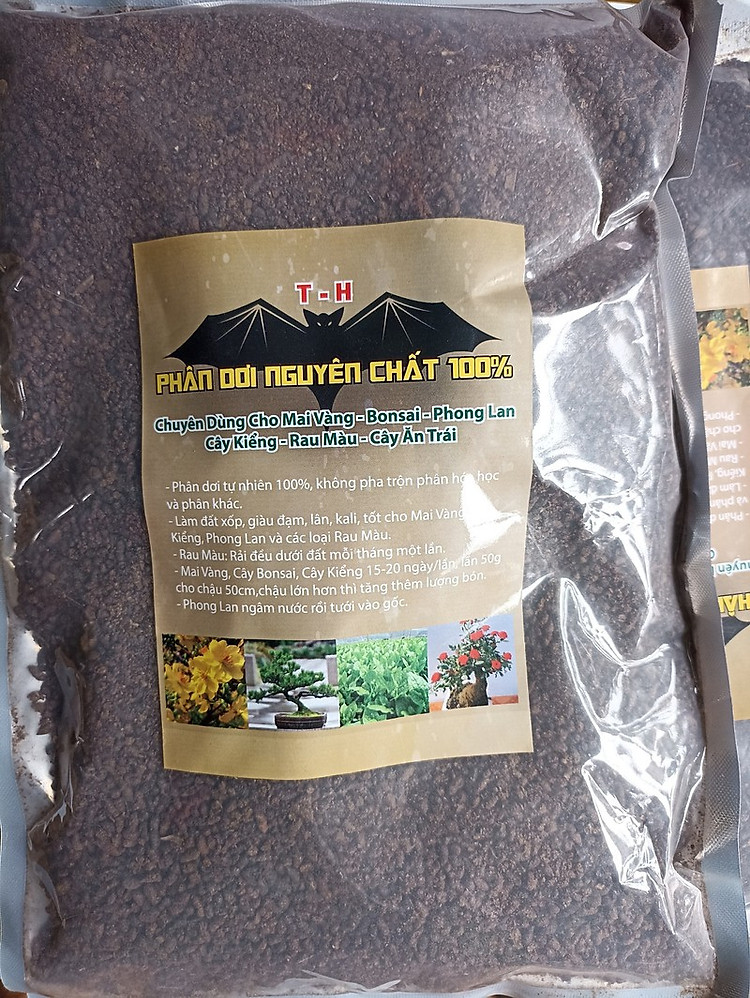 T - H
PHÂN DƠI NGUYÊN CHẤT 100%
Chuyên Dùng Cho Mai Vàng - Bonsai - Phong Lan
Cây Kiểng - Rau Màu - Cây Ăn Trái
- Phân dơi tự nhiên 100%, không pha trộn phân hóa học
và phân khác.
- Làm đất xốp, giàu đạm, lân, kali, tốt cho Mai Vàng
Kiểng, Phong Lan và các loại Rau Màu.
- Rau Màu: Rải đều dưới đất mỗi tháng một lần.
- Mai Vàng, Cây Bonsai, Cây Kiểng 15-20 ngày/lần, lần 50g
cho chậu 50cm,chậu lớn hơn thì tăng thêm lượng bón.
- Phong Lan ngâm nước rồi tưới vào gốc.